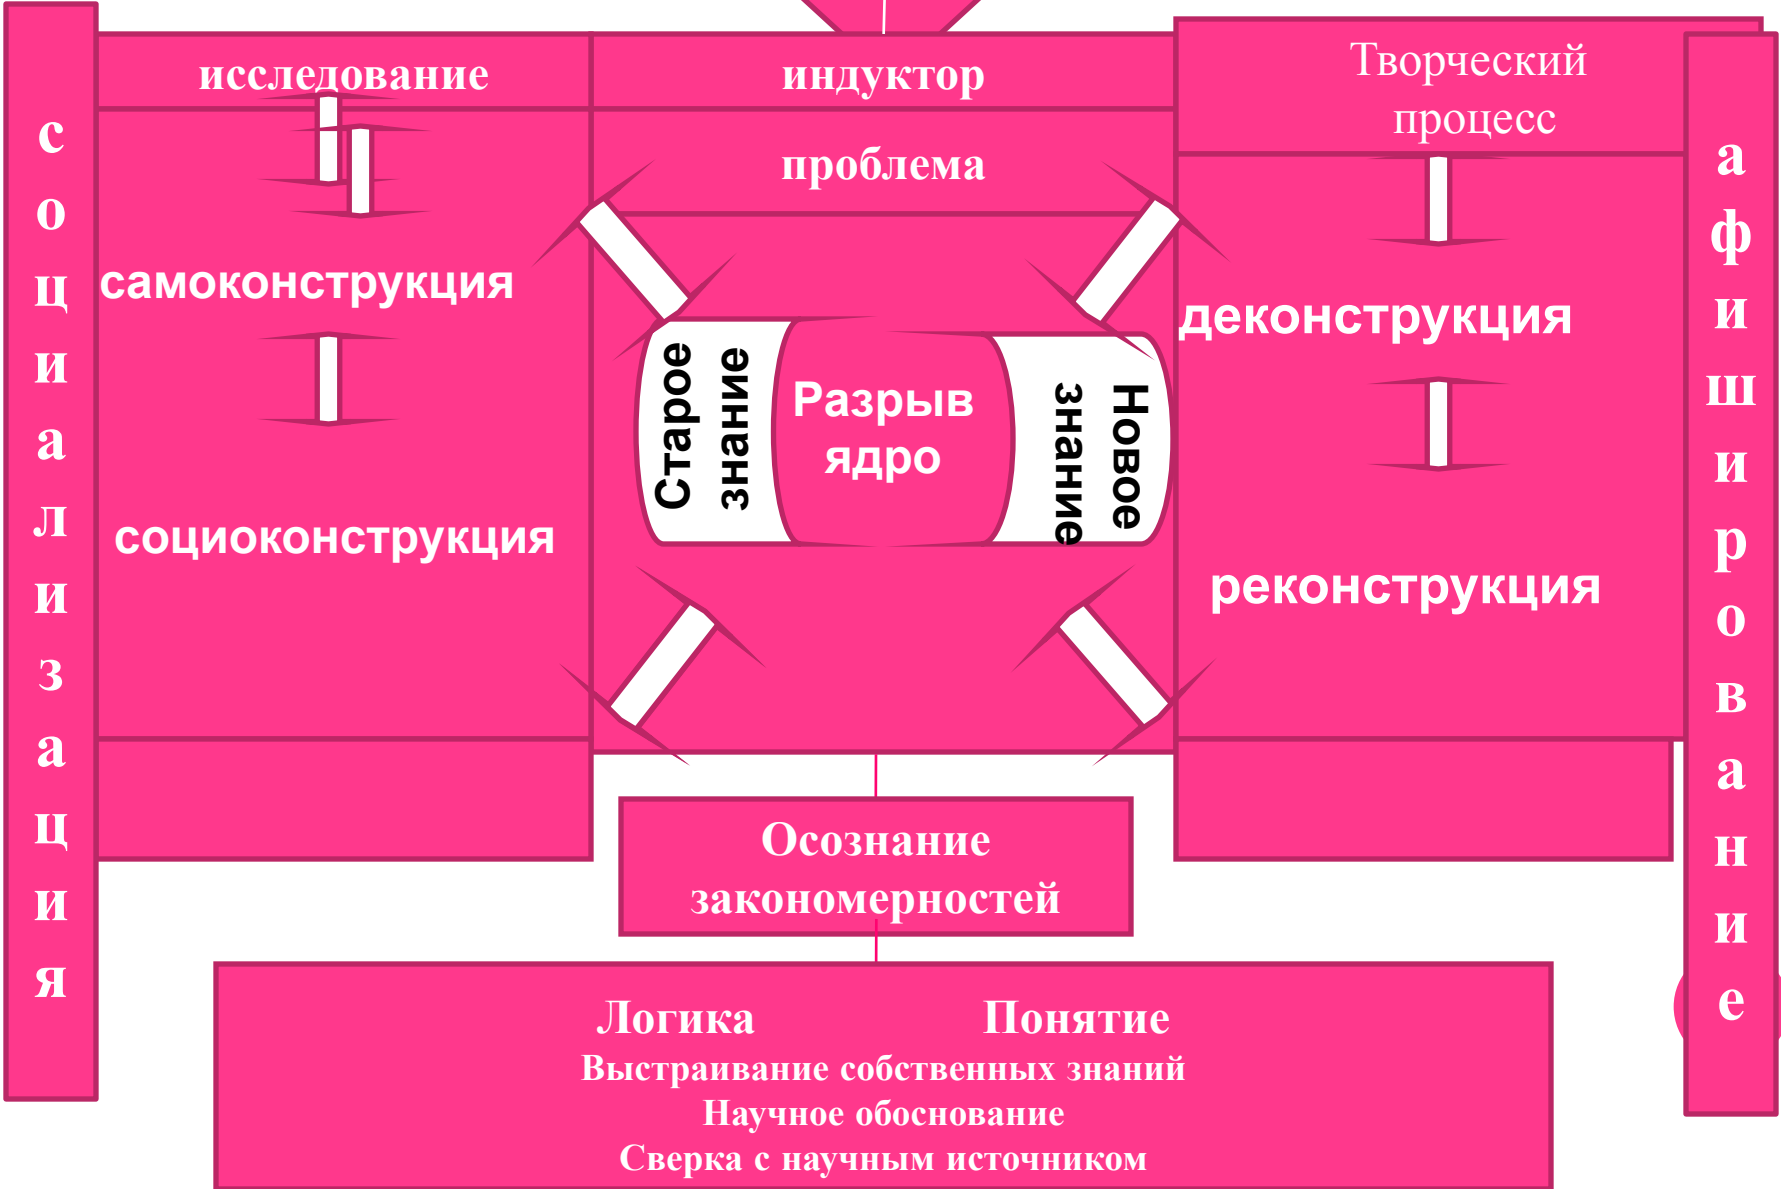 социализация
исследование
самоконструкция
социоконструкция
индуктор
проблема
Старое
знание
Разрыв
ядро
Новое
знание
Творческий
процесс
деконструкция
реконструкция
афиширование
Осознание
закономерностей
Логика Понятие
Выстраивание собственных знаний
Научное обоснование
Сверка с научным источником